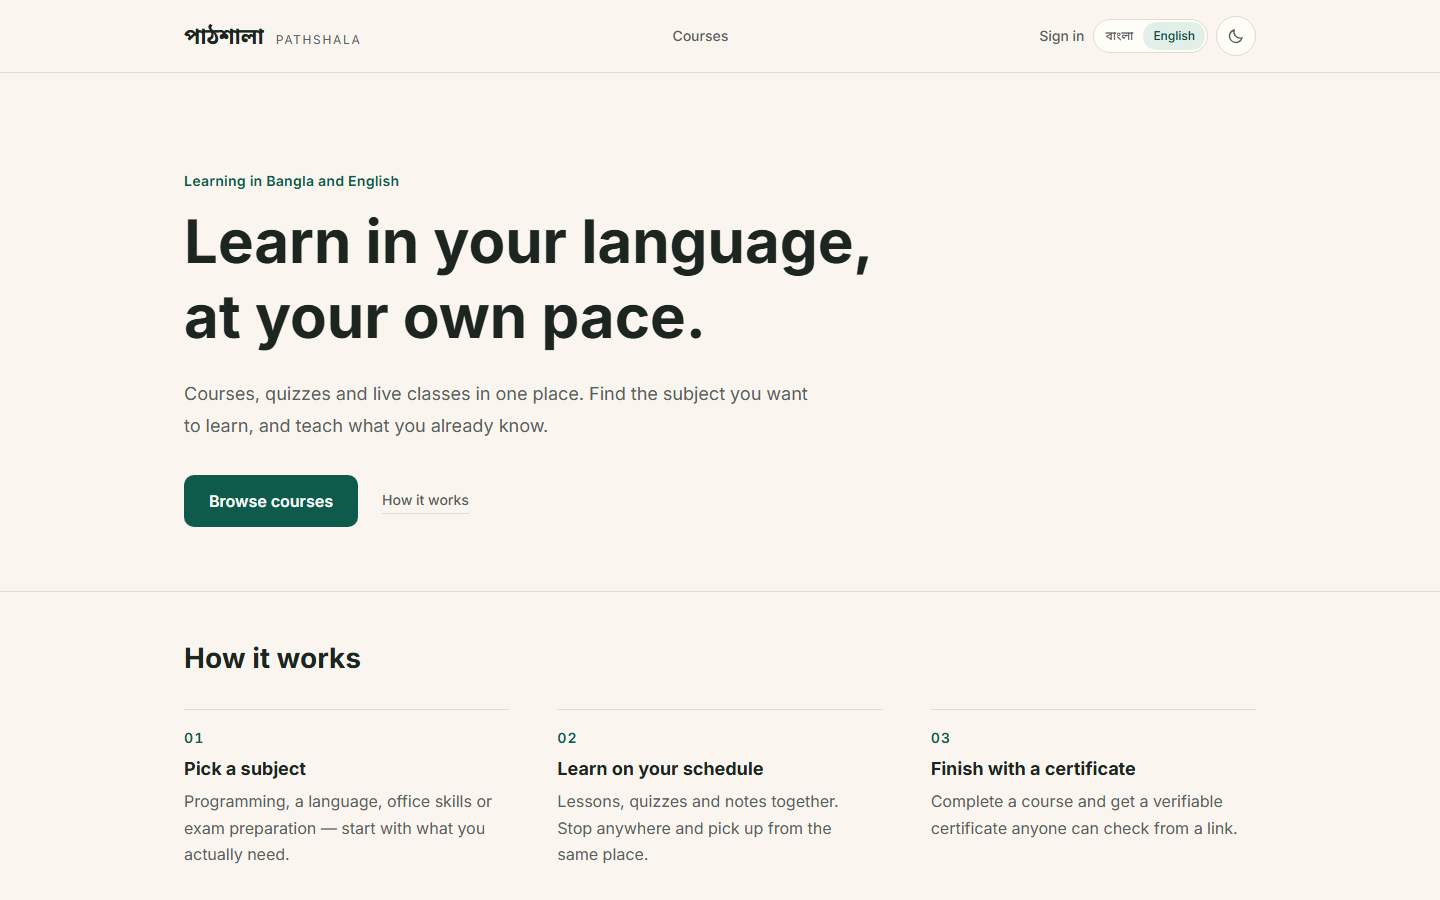 পাঠশালা PATHSHALA
Courses
Sign in
বাংলা
English
Learning in Bangla and English
Learn in your language,
at your own pace.
Courses, quizzes and live classes in one place. Find the subject you want
to learn, and teach what you already know.
Browse courses
How it works
How it works
01
Pick a subject
Programming, a language, office skills or
exam preparation — start with what you
actually need.
02
Learn on your schedule
Lessons, quizzes and notes together.
Stop anywhere and pick up from the
same place.
03
Finish with a certificate
Complete a course and get a verifiable
certificate anyone can check from a link.